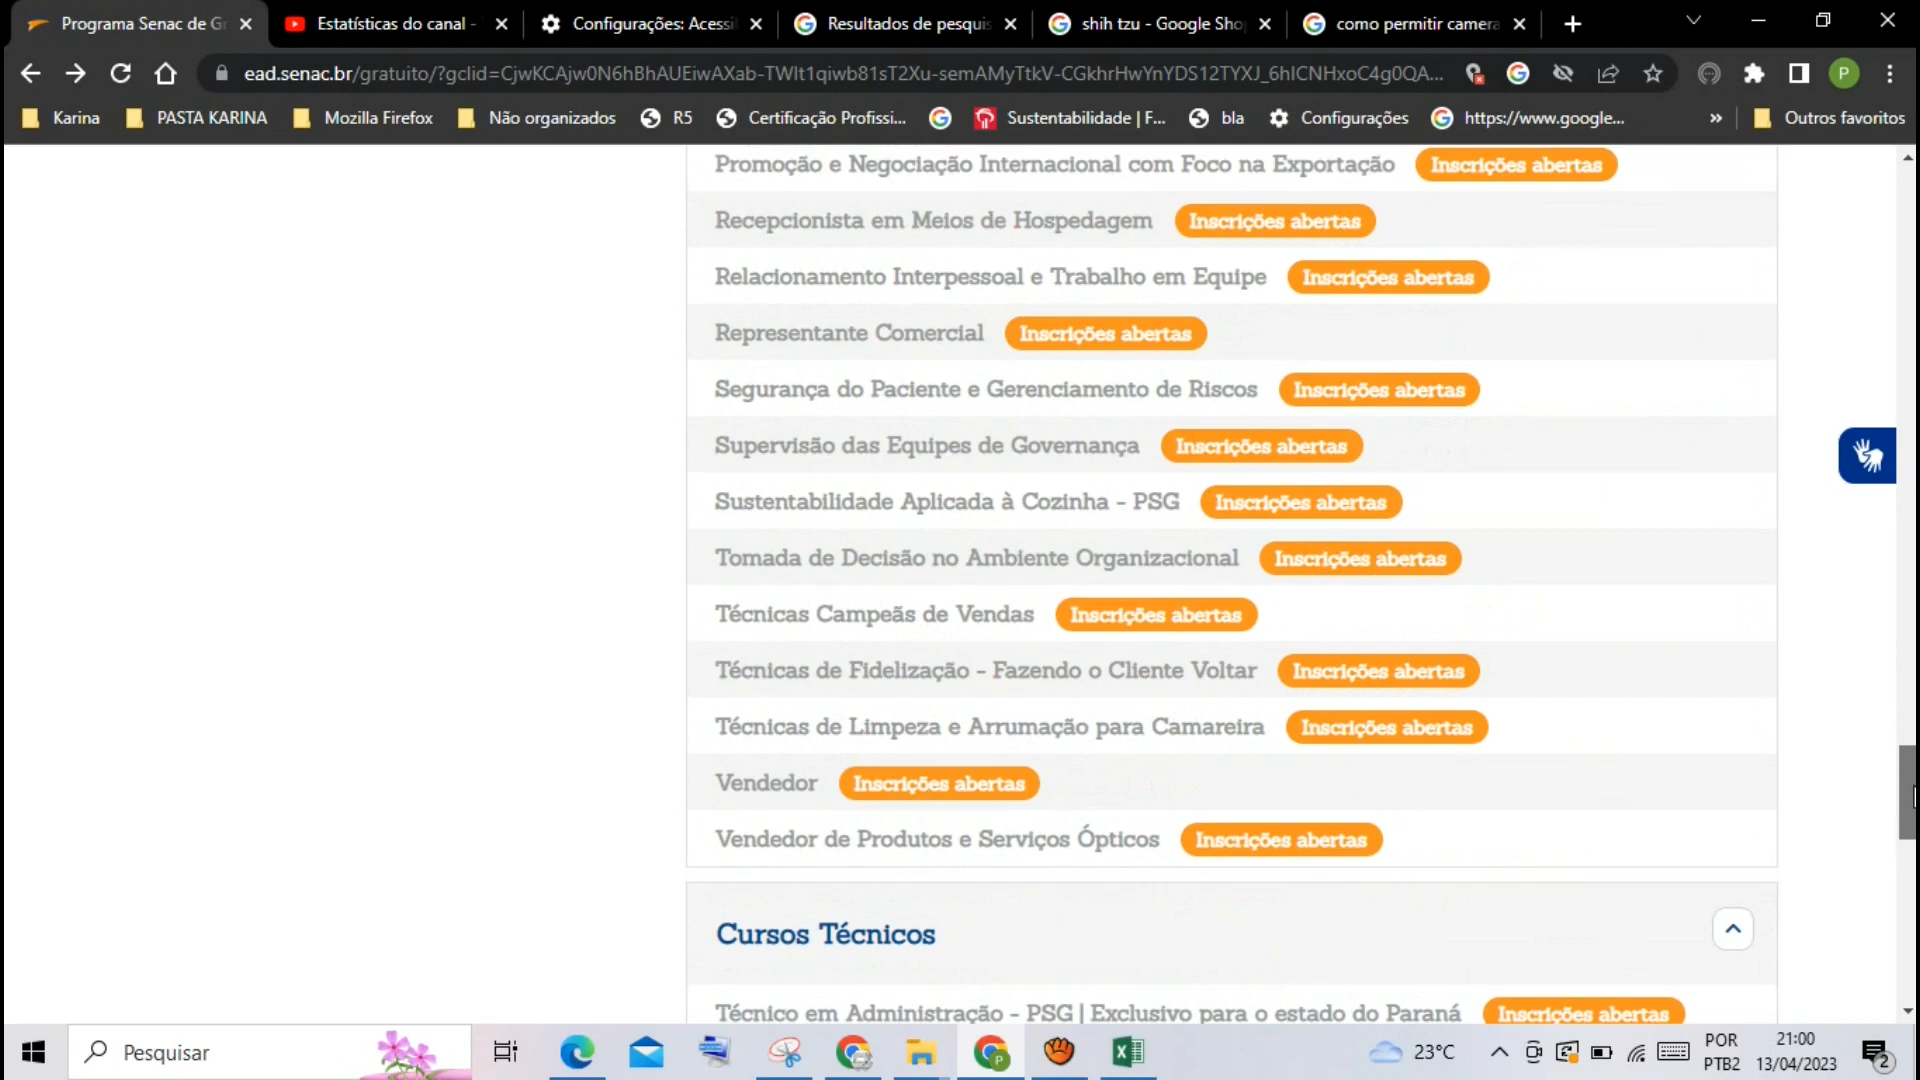 Programa Senac de Gr
Estatísticas do canal -
Configurações: Acessi
Resultados de pesquis
shih tzu - Google Sho
como permitir camera
ead.senac.br/gratuito/?gclid=CjwKCAjw0N6hBhAUEiwAXab-TWIt1qiwb81sT2Xu-semAMyTtkV-CGkhrHwYnYDS12TYXJ_6hICNHxoC4g0QA...
P
Karina
PASTA KARINA
Mozilla Firefox
Não organizados
R5
Certificação Profissi...
Sustentabilidade | F...
bla
Configurações
https://www.google...
»
Outros favoritos
Promoção e Negociação Internacional com Foco na Exportação Inscrições abertas
Recepcionista em Meios de Hospedagem Inscrições abertas
Relacionamento Interpessoal e Trabalho em Equipe Inscrições abertas
Representante Comercial Inscrições abertas
Segurança do Paciente e Gerenciamento de Riscos Inscrições abertas
Supervisão das Equipes de Governança Inscrições abertas
Sustentabilidade Aplicada à Cozinha - PSG Inscrições abertas
Tomada de Decisão no Ambiente Organizacional Inscrições abertas
Técnicas Campeãs de Vendas Inscrições abertas
Técnicas de Fidelização - Fazendo o Cliente Voltar Inscrições abertas
Técnicas de Limpeza e Arrumação para Camareira Inscrições abertas
Vendedor Inscrições abertas
Vendedor de Produtos e Serviços Ópticos Inscrições abertas
Cursos Técnicos
Técnico em Administração - PSG | Exclusivo para o estado do Paraná Inscrições abertas
Pesquisar
23°C
POR
PTB2
21:00
13/04/2023
2